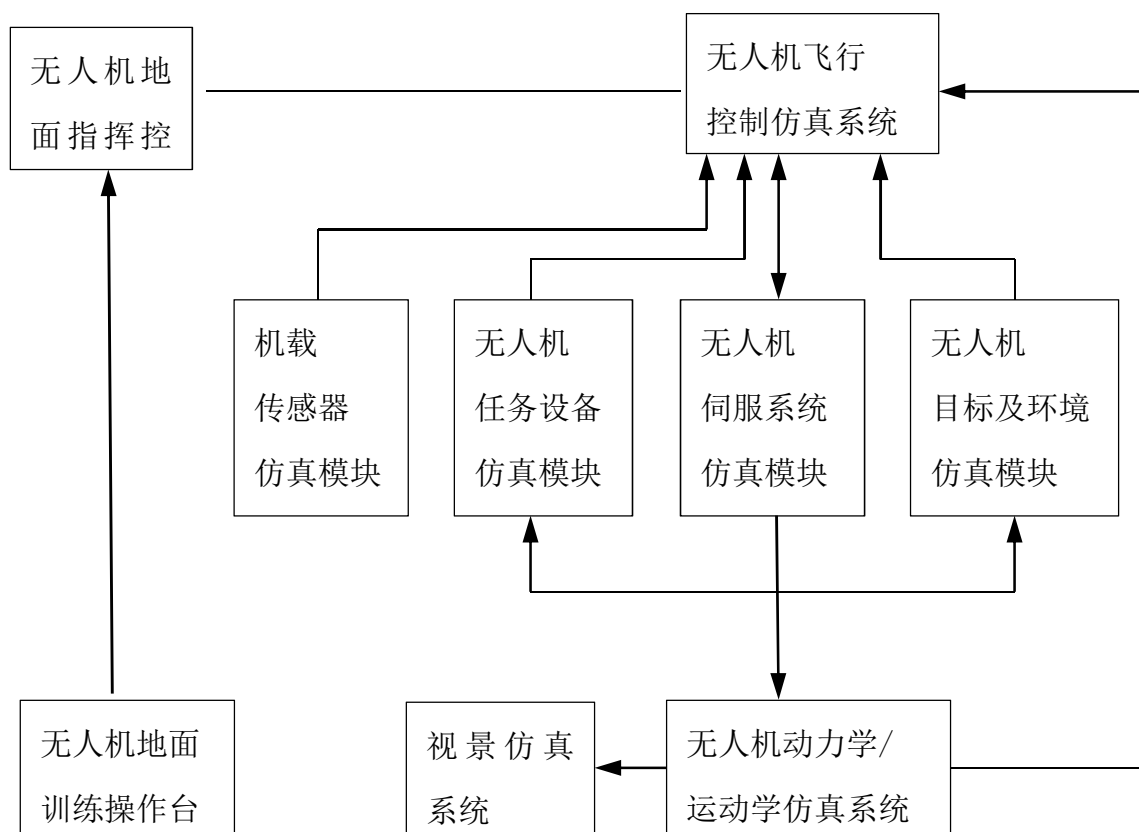 无人机地
面指挥控
无人机飞行
控制仿真系统
机载
传感器
仿真模块
无人机
任务设备
仿真模块
无人机
伺服系统
仿真模块
无人机
目标及环境
仿真模块
无人机地面
训练操作台
视景仿真
系统
无人机动力学/
运动学仿真系统